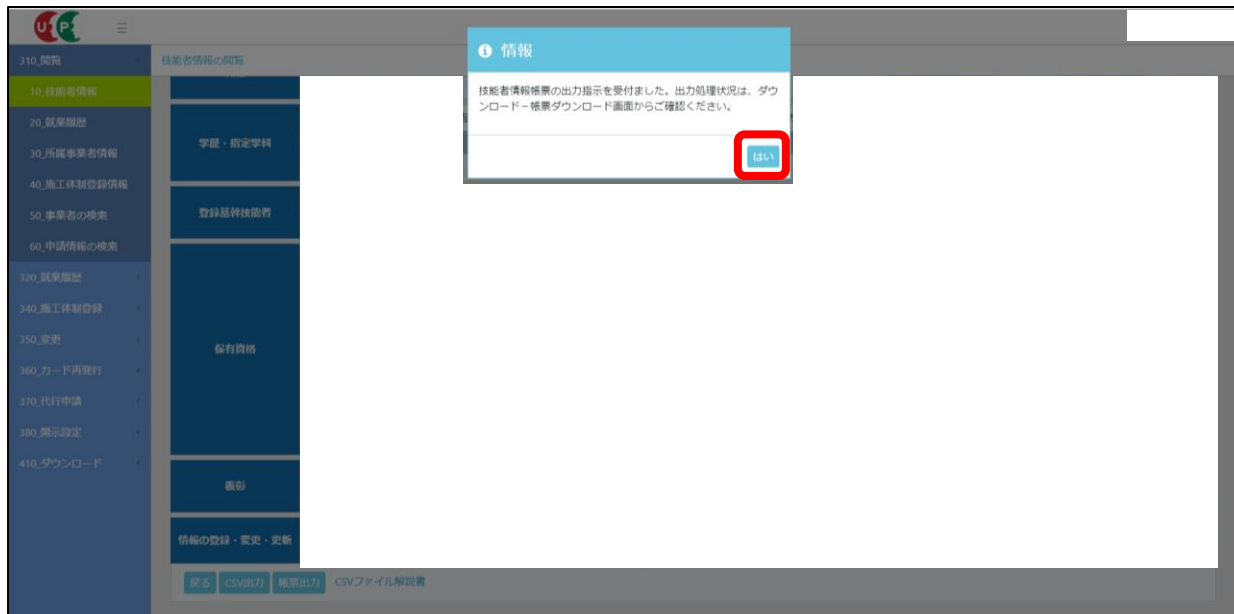 UP
情報
技能者情報帳票の出力指示を受付ました。出力処理状況は、ダウ
ンロード－帳票ダウンロード画面からご確認ください。
はい
310_閲覧
技能者情報の閲覧
10_技能者情報
20_就業履歴
30_所属事業者情報
40_施工体制登録情報
50_事業者の検索
60_申請情報の検索
320_就業履歴
340_施工体制登録
350_変更
360_カード再発行
370_代行申請
380_開示設定
410_ダウンロード
学歴・指定学科
登録基幹技能者
保有資格
表彰
情報の登録・変更・更新
戻る CSV出力 帳票出力 CSVファイル解説書